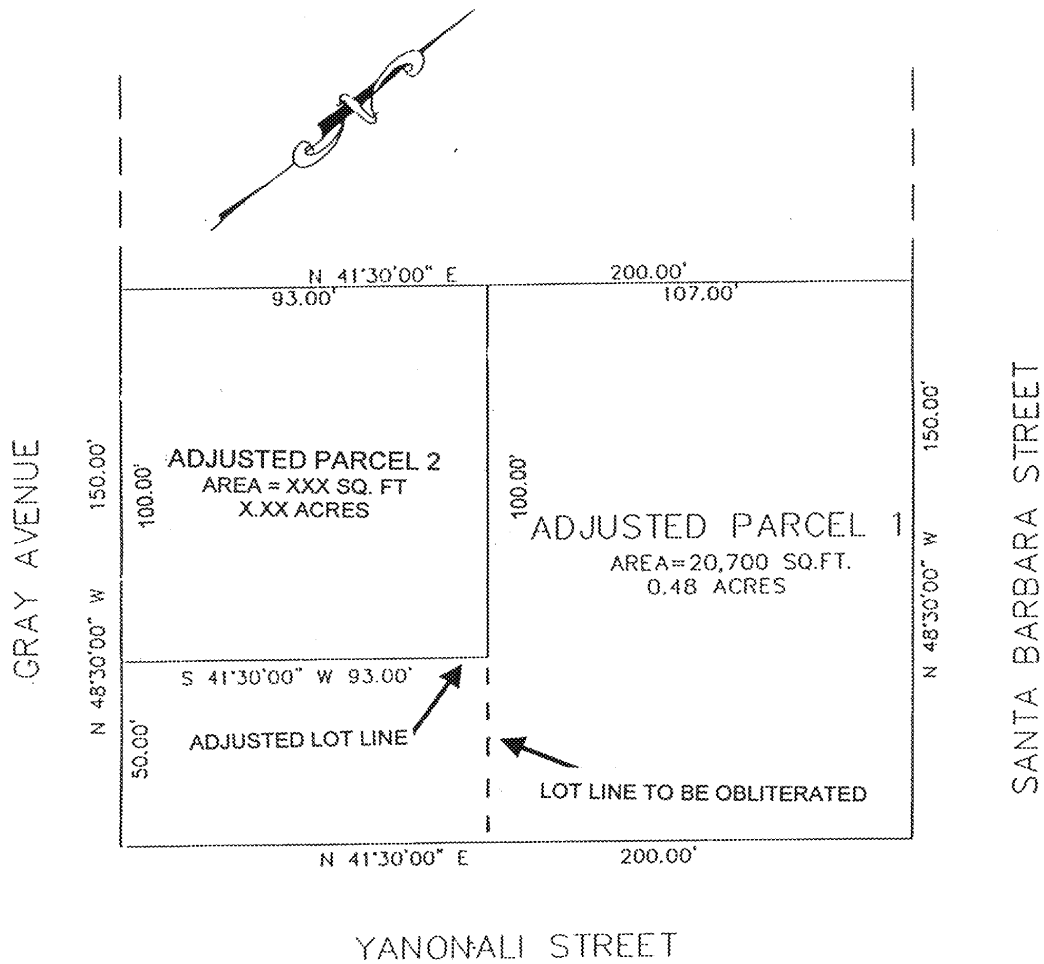 N 41°30'00" E
200.00'
93.00'
107.00'
GRAY AVENUE
N 48°30'00" W 150.00'
100.00'
ADJUSTED PARCEL 2
AREA = XXX SQ. FT
X.XX ACRES
100.00'
ADJUSTED PARCEL 1
AREA=20,700 SQ.FT.
0.48 ACRES
N 48°30'00" W 150.00'
SANTA BARBARA STREET
S 41°30'00" W 93.00'
50.00'
ADJUSTED LOT LINE
LOT LINE TO BE OBLITERATED
N 41°30'00" E
200.00'
YANONALI STREET